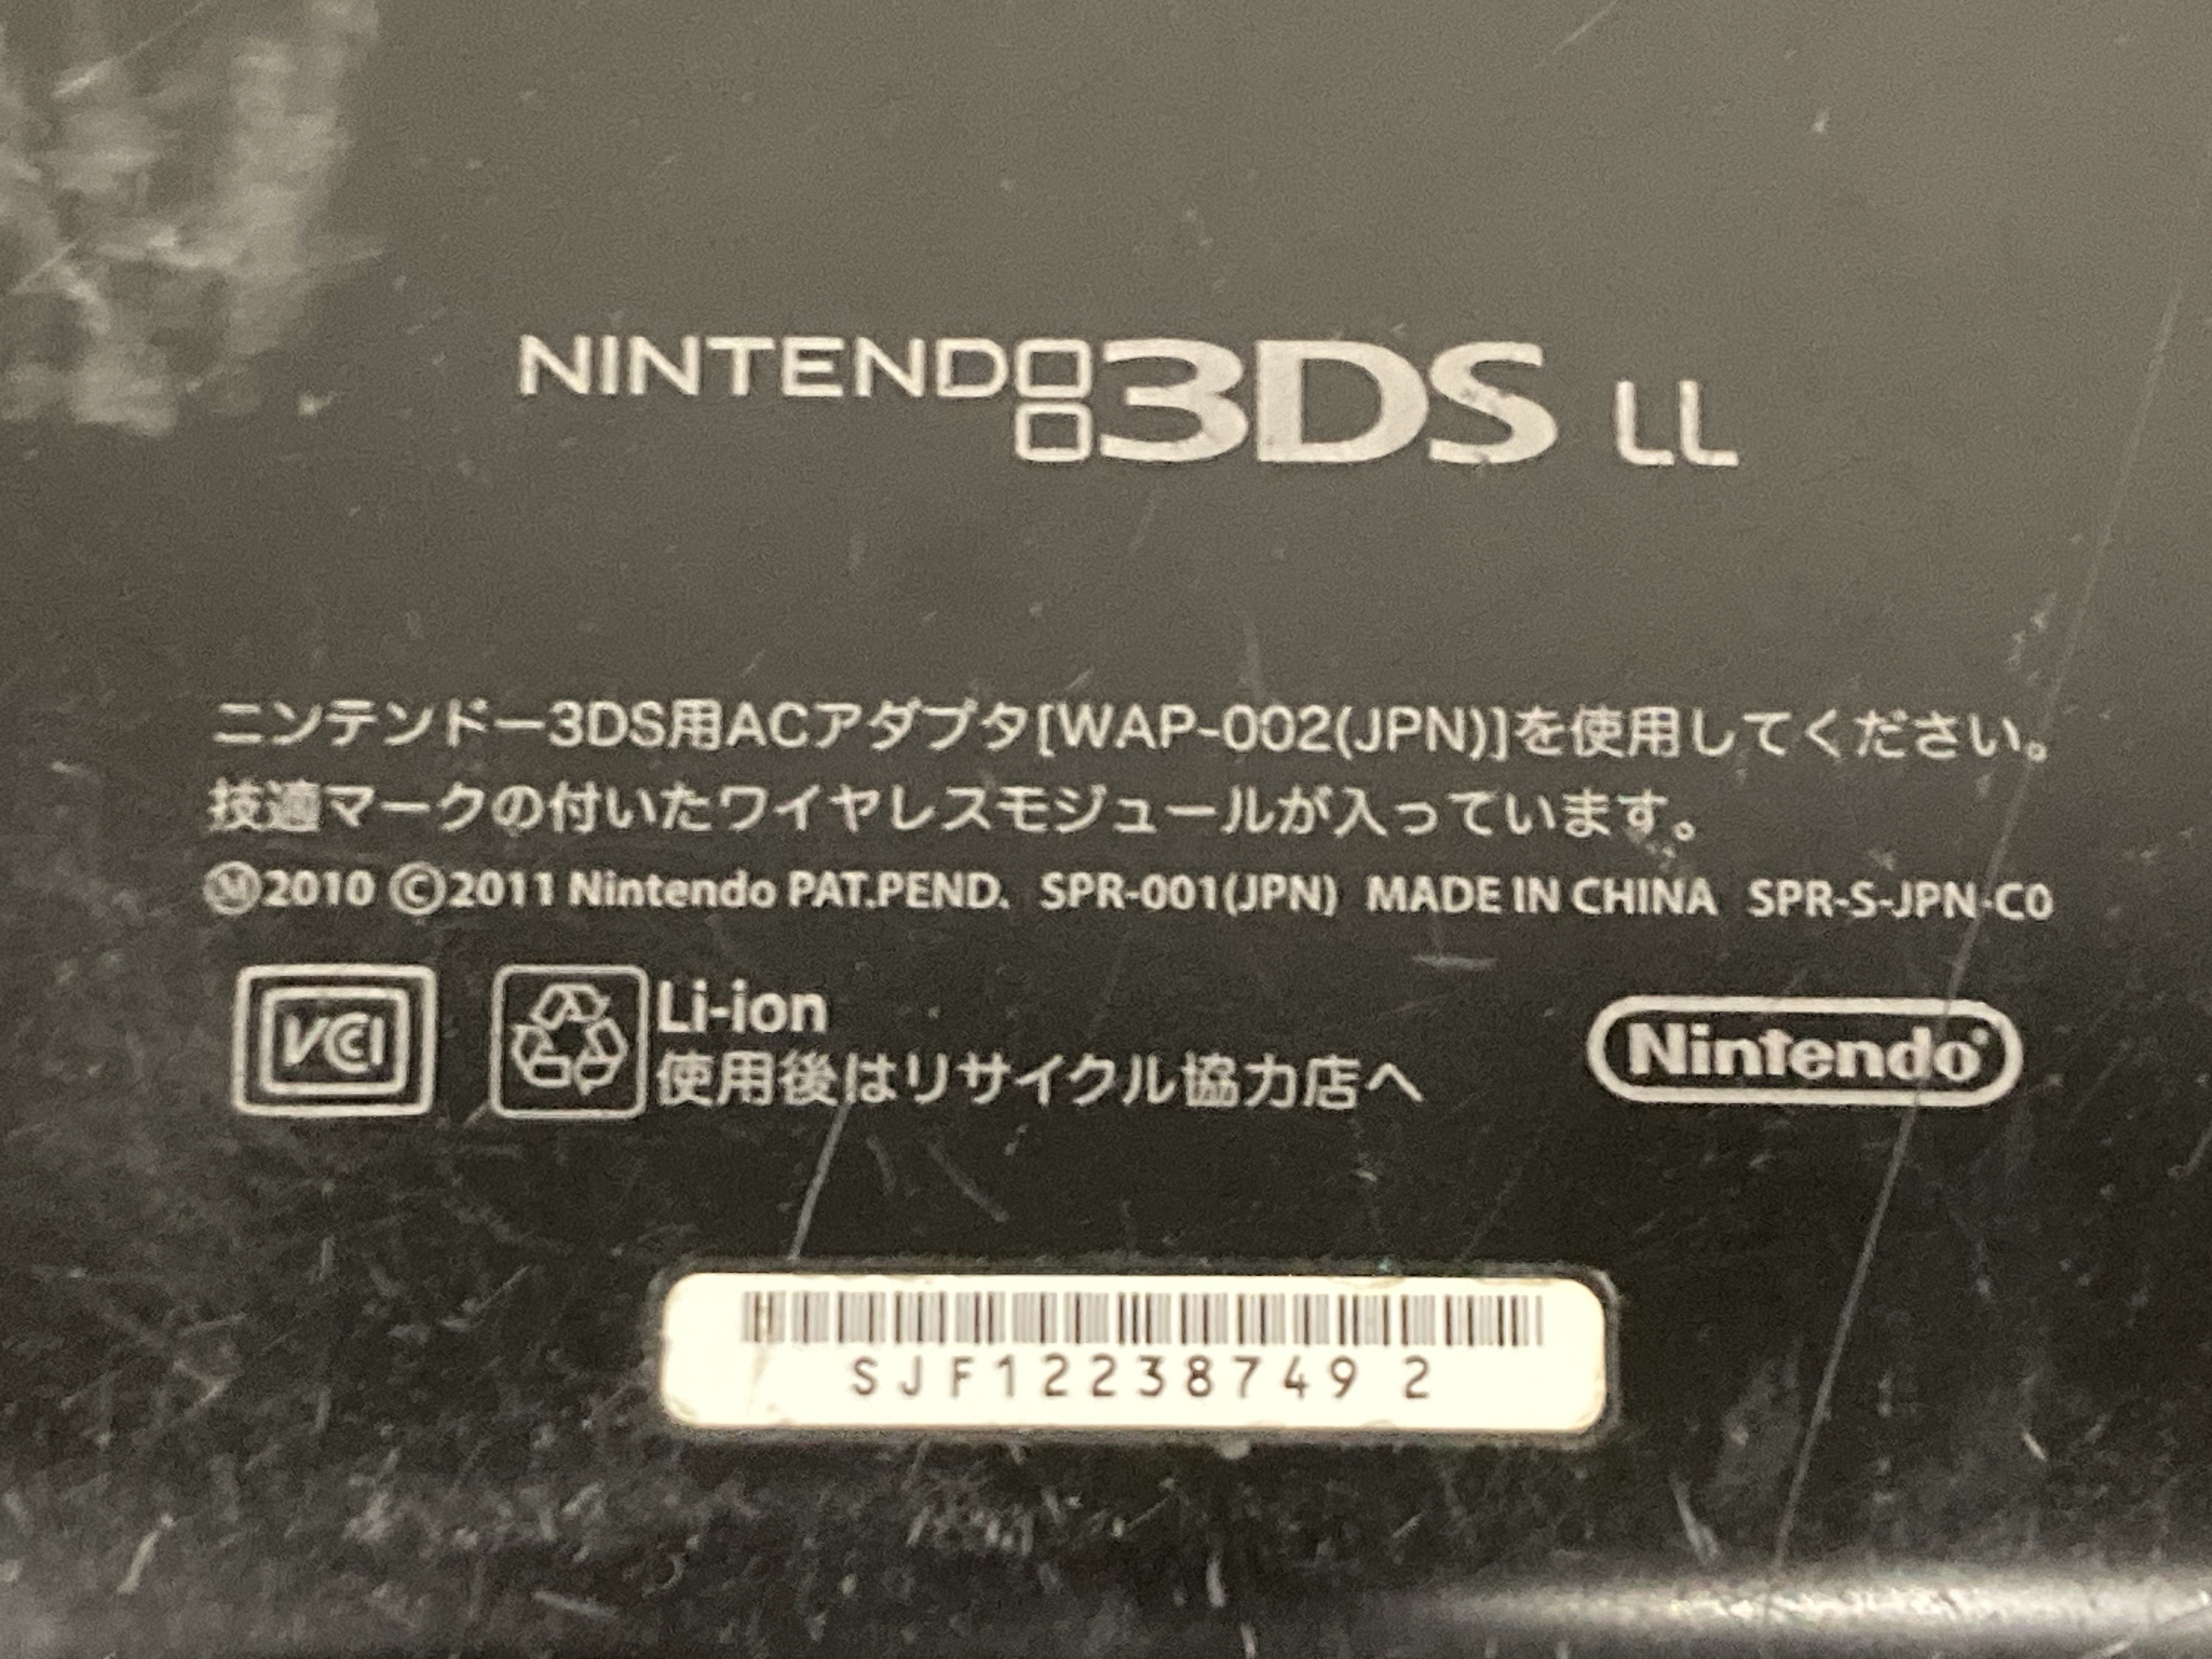 NINTENDO 3DS LL
ニンテンドー3DS用ACアダプタ[WAP-002(JPN)]を使用してください。
技適マークの付いたワイヤレスモジュールが入っています。
Ⓜ2010 ©2011 Nintendo PAT.PEND. SPR-001(JPN) MADE IN CHINA SPR-S-JPN-C0
VCI
Li-ion
使用後はリサイクル協力店へ
Nintendo®
SJF12238749 2